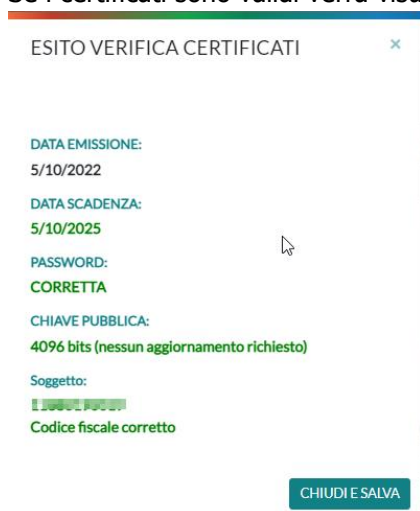 ESITO VERIFICA CERTIFICATI ×
DATA EMISSIONE:
5/10/2022
DATA SCADENZA:
5/10/2025
PASSWORD:
CORRETTA
CHIAVE PUBBLICA:
4096 bits (nessun aggiornamento richiesto)
Soggetto:
Codice fiscale corretto
CHIUDI E SALVA